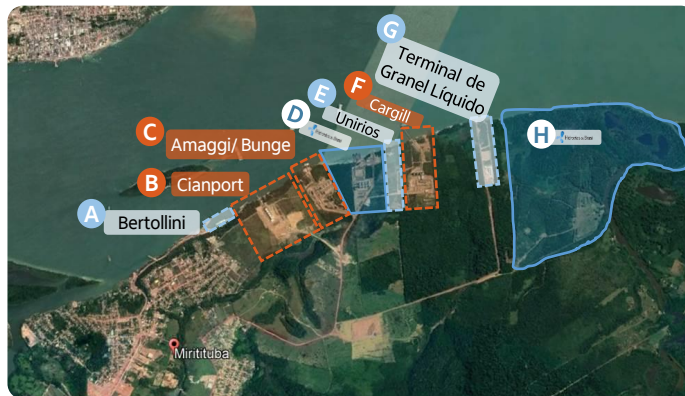 G
Terminal de
Granel Líquido
F
Cargill
E
Unirios
D
H
C
Amaggi/ Bunge
B
Cianport
A
Bertollini
Miritituba